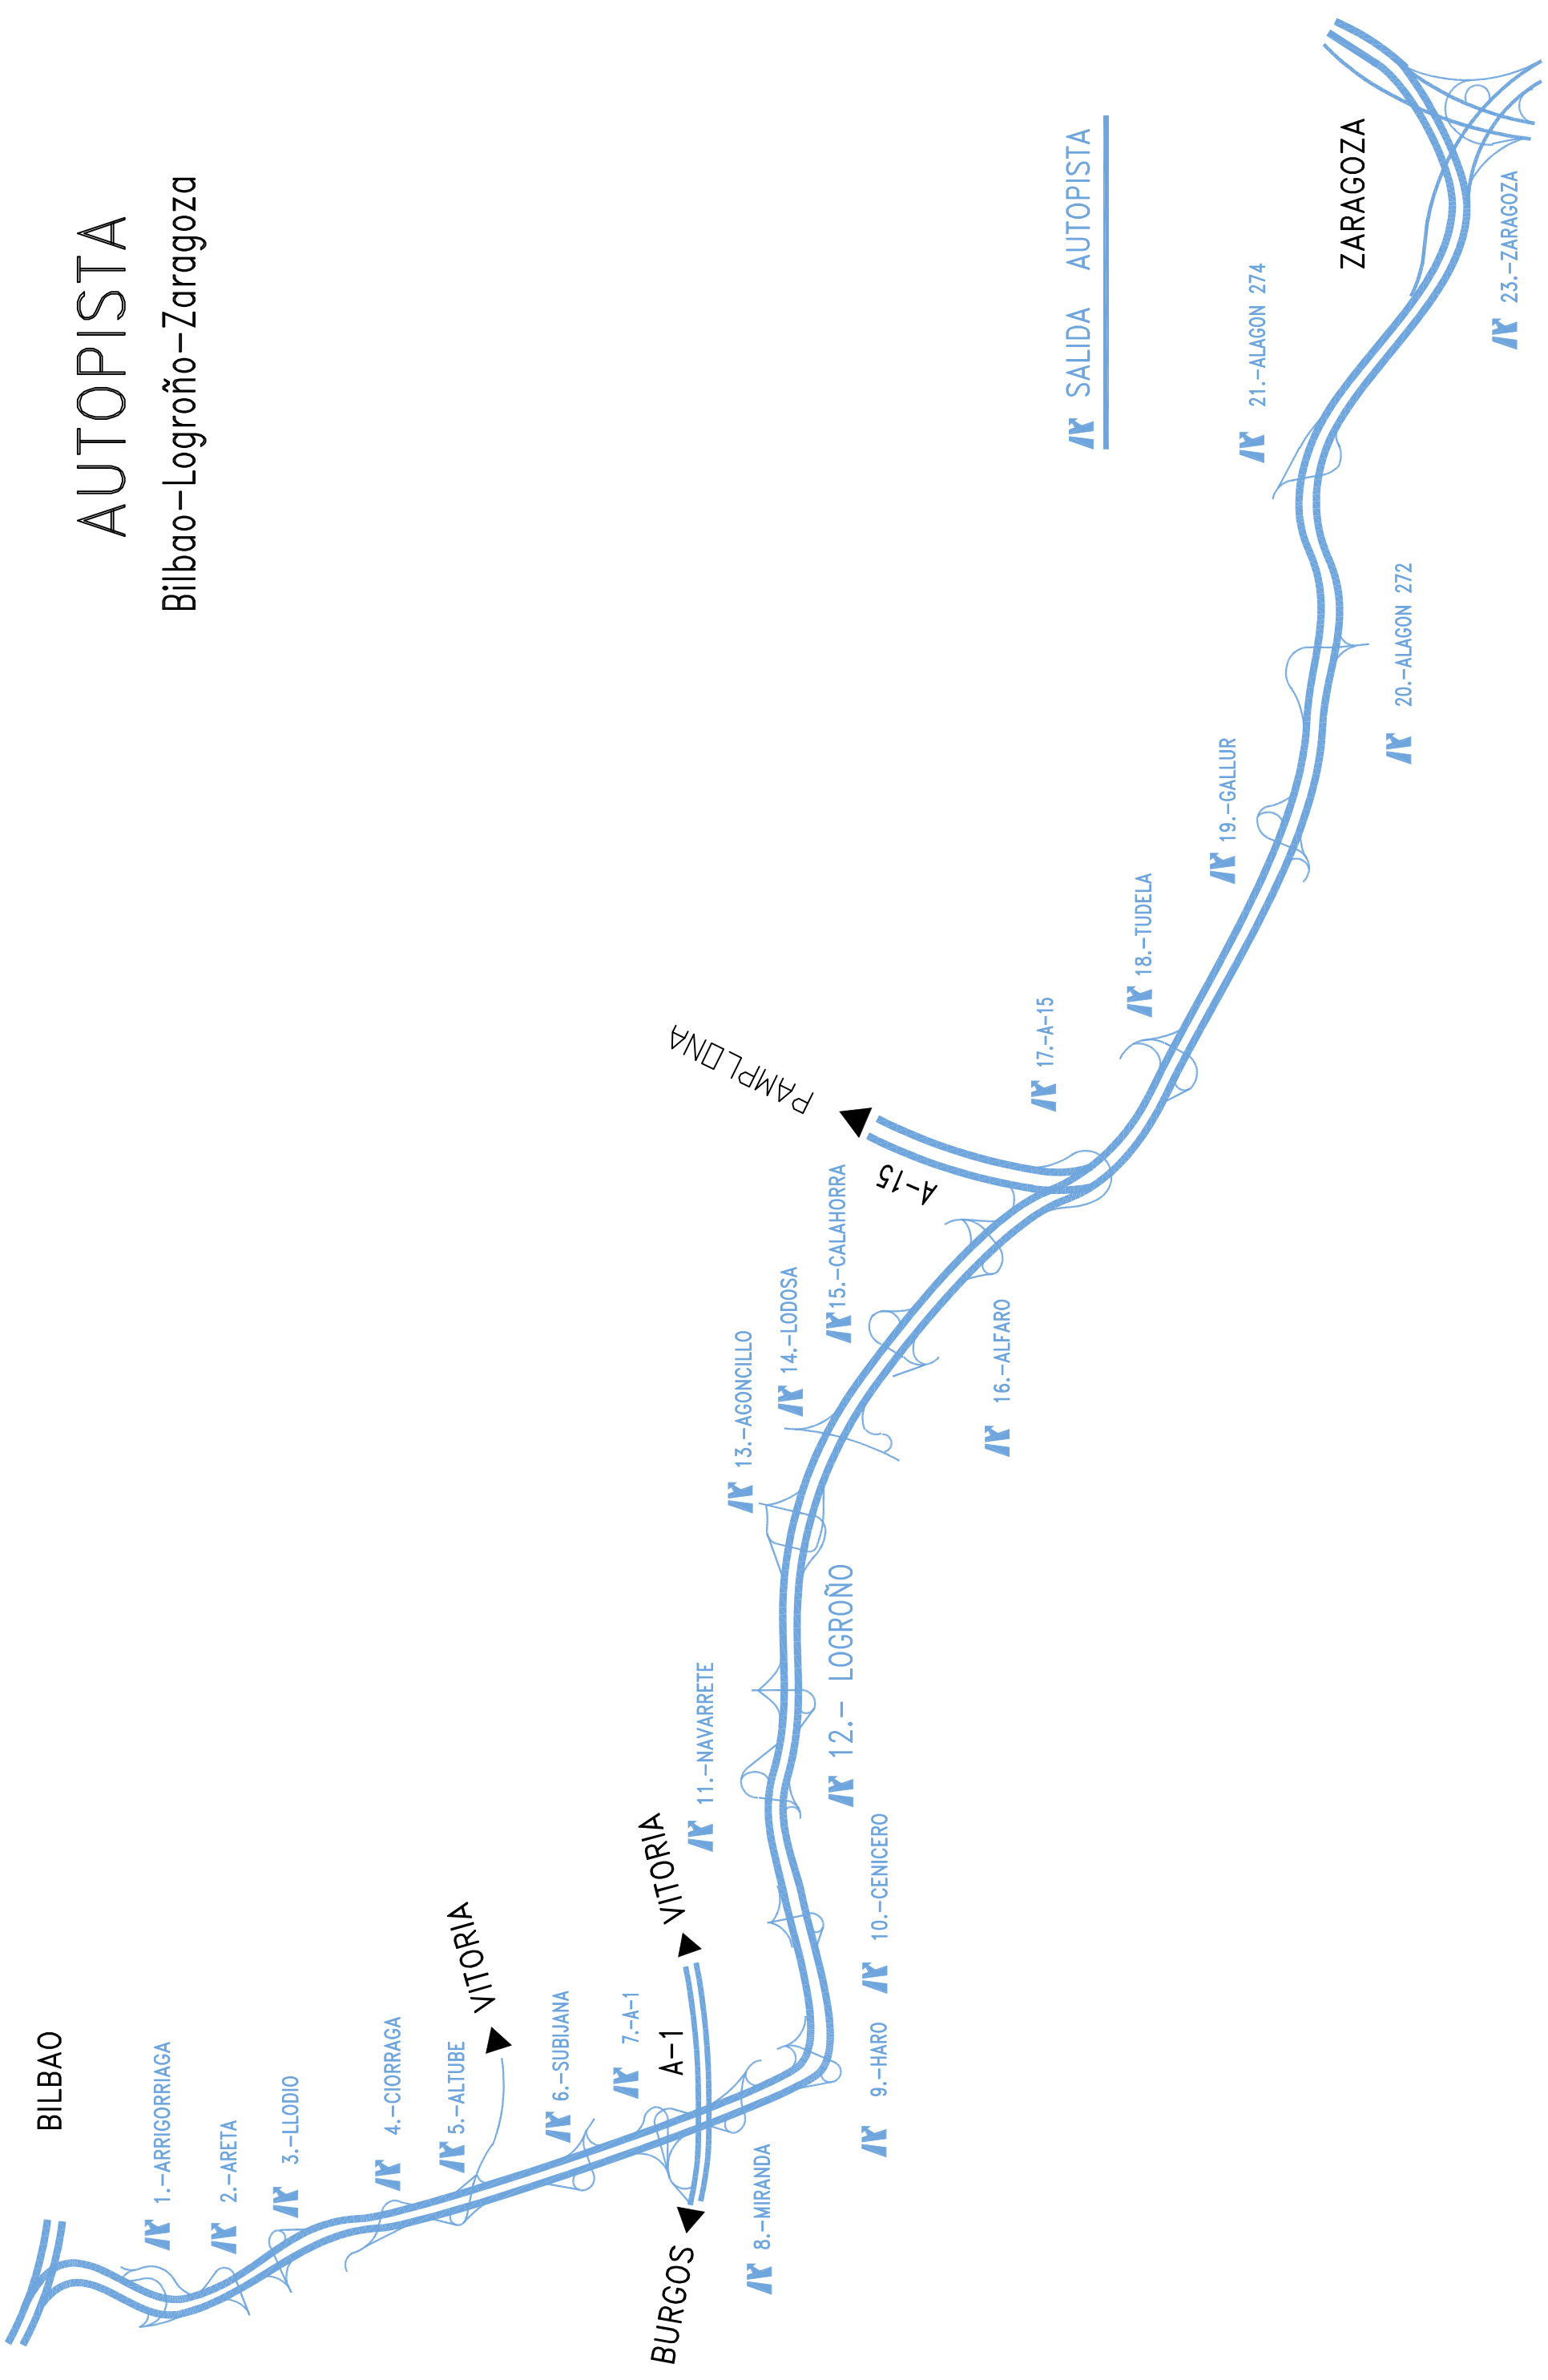 AUTOPISTA
Bilbao-Logroño-Zaragoza
BILBAO
1.-ARRIGORRIAGA
2.-ARETA
3.-LLODIO
4.-CIORRAGA
5.-ALTUBE
VITORIA
6.-SUBIJANA
7.-A-1
A-1
VITORIA
BURGOS
8.-MIRANDA
9.-HARO
10.-CENICERO
11.-NAVARRETE
12.- LOGROÑO
13.-AGONCILLO
14.-LODOSA
15.-CALAHORRA
16.-ALFARO
A-15
PAMPLONA
17.-A-15
18.-TUDELA
19.-GALLUR
20.-ALAGON 272
21.-ALAGON 274
SALIDA AUTOPISTA
ZARAGOZA
23.-ZARAGOZA